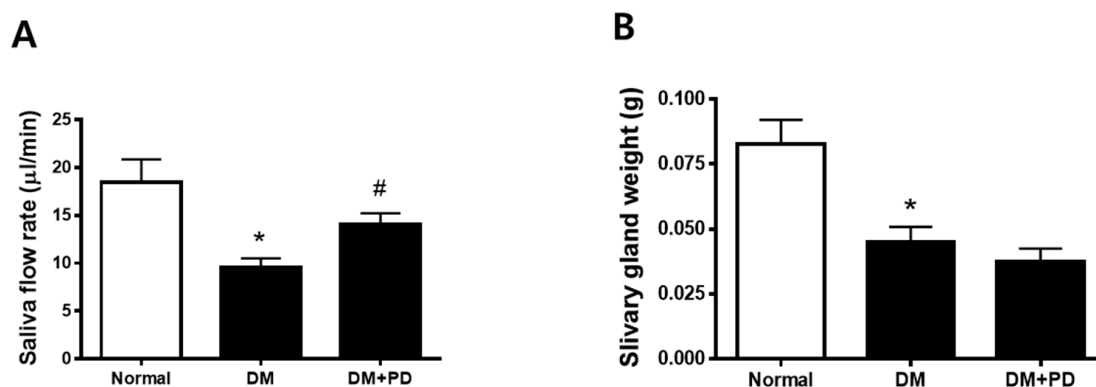 A
Saliva flow rate (μl/min)
25
20
15
10
5
0
*
#
Normal DM DM+PD
B
Slivary gland weight (g)
0.100
0.075
0.050
0.025
0.000
*
Normal DM DM+PD